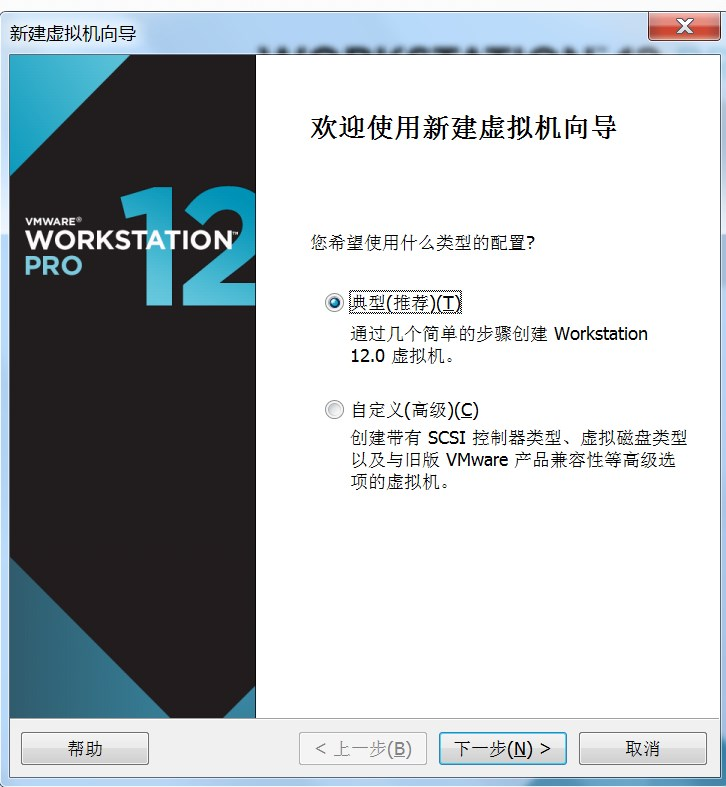 新建虚拟机向导
VMWARE®
WORKSTATION™
PRO
12
欢迎使用新建虚拟机向导
您希望使用什么类型的配置?
典型(推荐)(T)
通过几个简单的步骤创建 Workstation
12.0 虚拟机。
自定义(高级)(C)
创建带有 SCSI 控制器类型、虚拟磁盘类型
以及与旧版 VMware 产品兼容性等高级选
项的虚拟机。
帮助
< 上一步(B)
下一步(N) >
取消